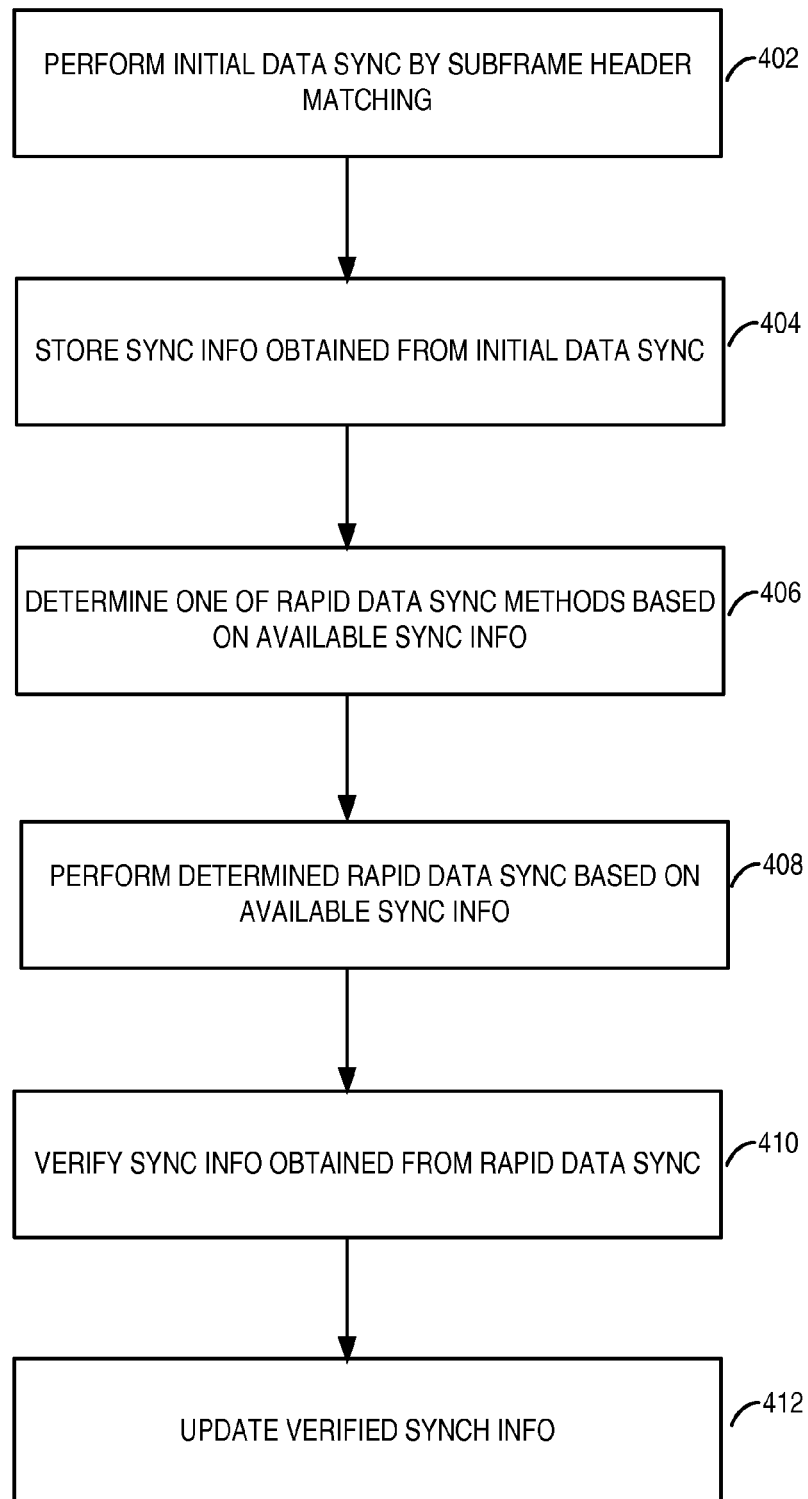 PERFORM INITIAL DATA SYNC BY SUBFRAME HEADER
MATCHING
402
STORE SYNC INFO OBTAINED FROM INITIAL DATA SYNC
404
DETERMINE ONE OF RAPID DATA SYNC METHODS BASED
ON AVAILABLE SYNC INFO
406
PERFORM DETERMINED RAPID DATA SYNC BASED ON
AVAILABLE SYNC INFO
408
VERIFY SYNC INFO OBTAINED FROM RAPID DATA SYNC
410
UPDATE VERIFIED SYNCH INFO
412